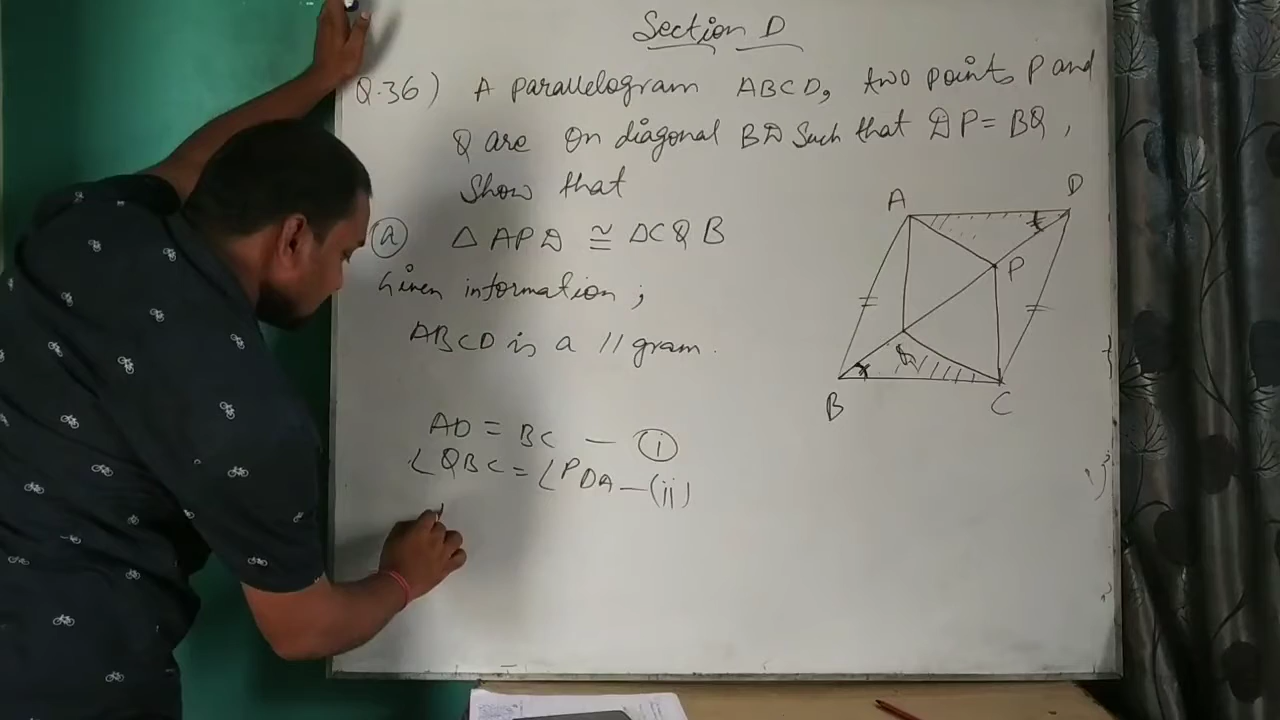 Section D
Q.36) A parallelogram ABCD, two points P and
Q are on diagonal BD Such that DP = BQ,
Show that
(a) △APD ≅ △CQB
Given information;
ABCD is a //gram.
AD = BC — (i)
∠QBC = ∠PDA — (ii)
A
D
P
Q
B
C